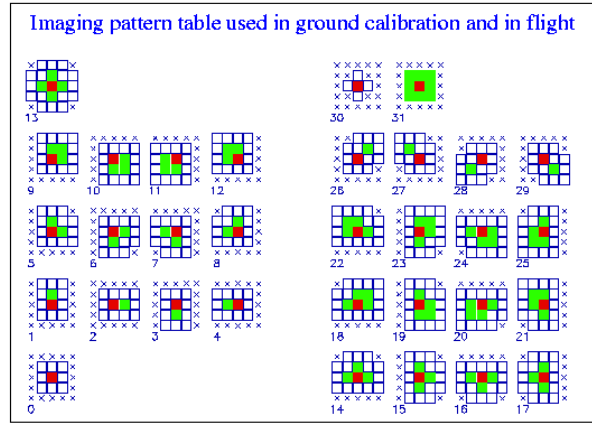 Imaging pattern table used in ground calibration and in flight
13 30 31
9 10 11 12 26 27 28 29
5 6 7 8 22 23 24 25
1 2 3 4 18 19 20 21
0 14 15 16 17